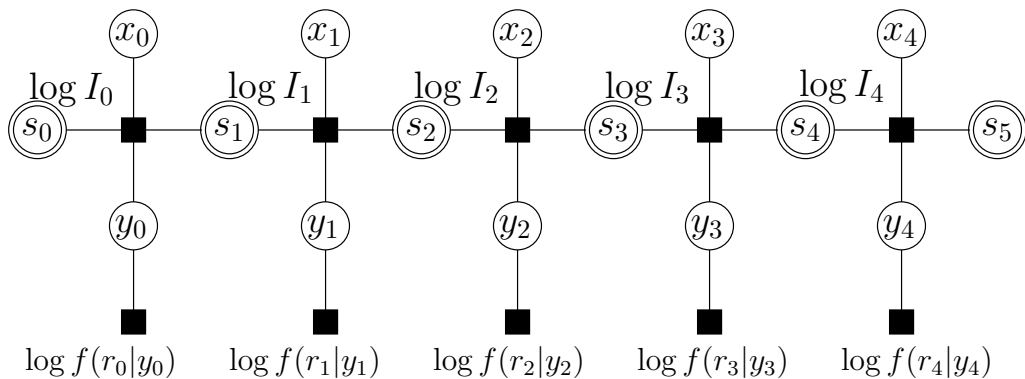 x₀ x₁ x₂ x₃ x₄
log I₀ log I₁ log I₂ log I₃ log I₄
s₀ s₁ s₂ s₃ s₄ s₅
y₀ y₁ y₂ y₃ y₄
log f(r₀|y₀) log f(r₁|y₁) log f(r₂|y₂) log f(r₃|y₃) log f(r₄|y₄)